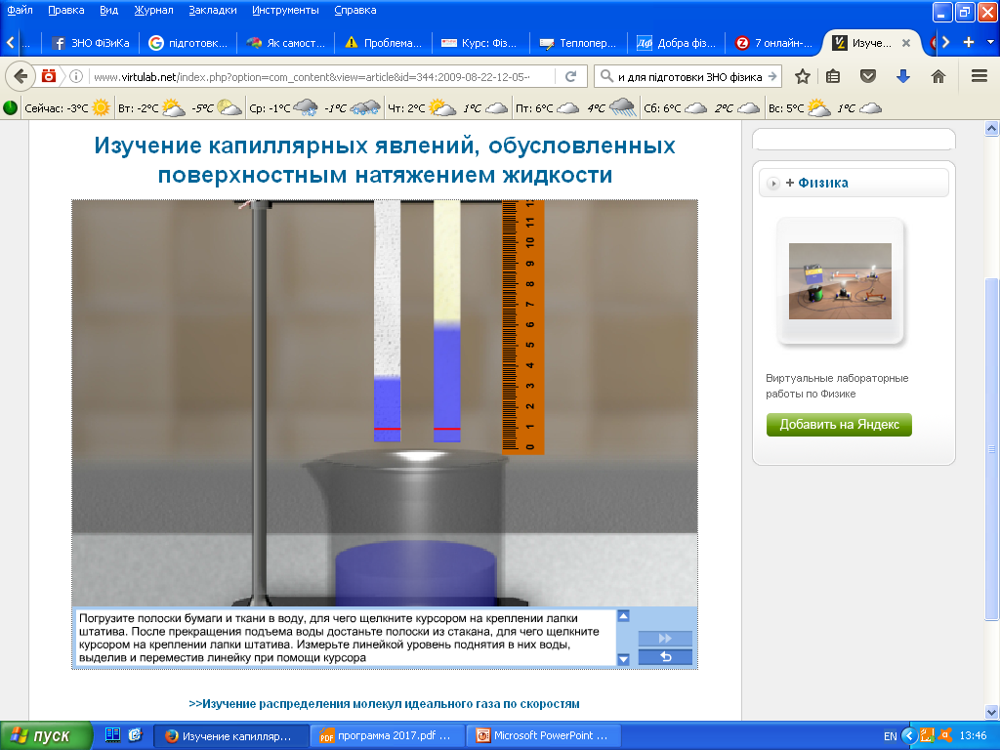 Файл Правка Вид Журнал Закладки Инструменты Справка
... ЗНО ФіЗиКа підготовк... Як самост... Проблема... Курс: Фіз... Теплопер... Добра фіз... 7 онлайн-... Изуче...
www.virtulab.net/index.php?option=com_content&view=article&id=344:2009-08-22-12-05- и для підготовки ЗНО фізика
Сейчас: -3°C Вт: -2°C -5°C Ср: -1°C -1°C Чт: 2°C 1°C Пт: 6°C 4°C Сб: 6°C 2°C Вс: 5°C 1°C
Изучение капиллярных явлений, обусловленных
поверхностным натяжением жидкости
12
11
10
9
8
7
6
5
4
3
2
1
0
Погрузите полоски бумаги и ткани в воду, для чего щелкните курсором на креплении лапки
штатива. После прекращения подъема воды достаньте полоски из стакана, для чего щелкните
курсором на креплении лапки штатива. Измерьте линейкой уровень поднятия в них воды,
выделив и переместив линейку при помощи курсора
>>Изучение распределения молекул идеального газа по скоростям
+ Физика
Виртуальные лабораторные
работы по Физике
Добавить на Яндекс
пуск Изучение капилляр... программа 2017.pdf ... Microsoft PowerPoint ... EN 13:46